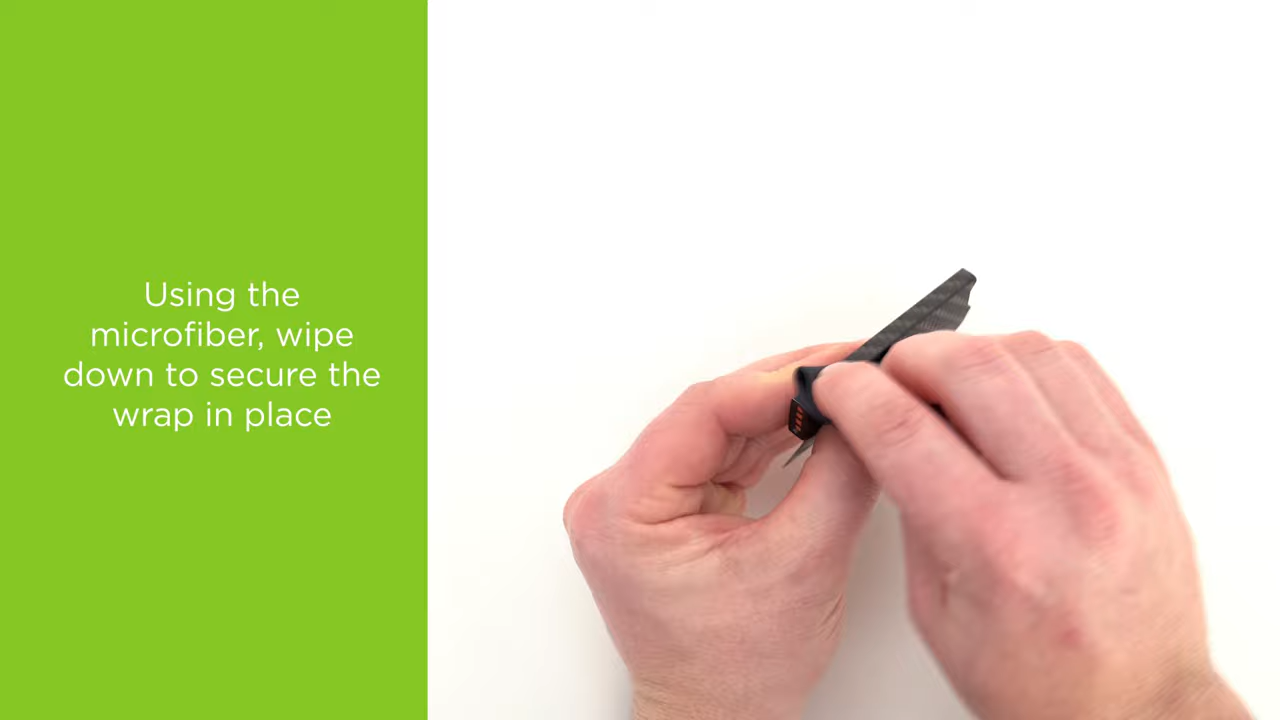 Using the
microfiber, wipe
down to secure the
wrap in place